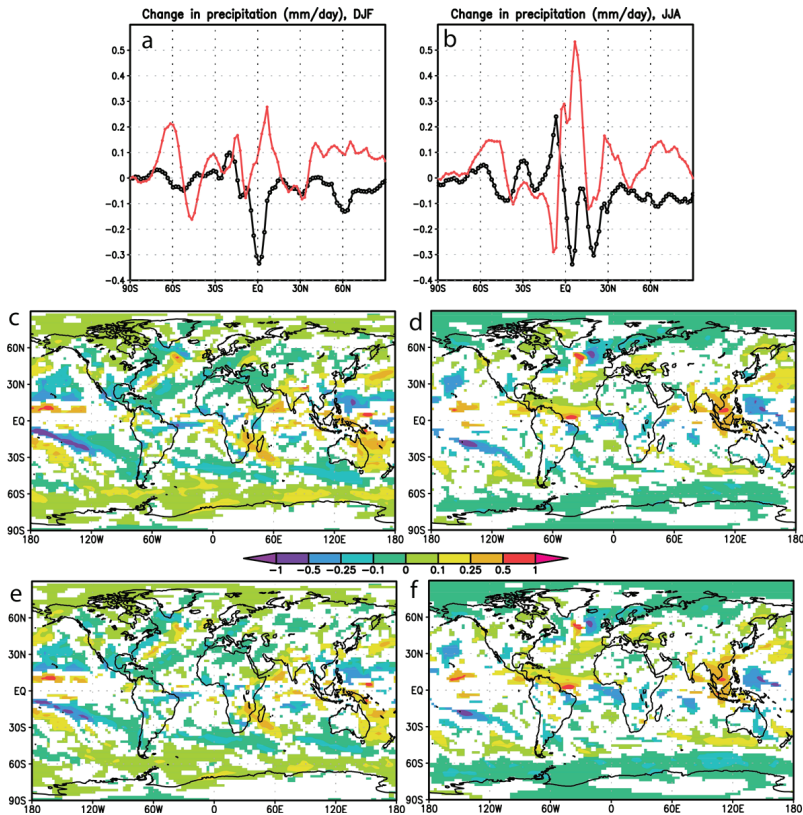 Change in precipitation (mm/day), DJF
Change in precipitation (mm/day), JJA
a
0.5
0.4
0.3
0.2
0.1
0
−0.1
−0.2
−0.3
−0.4
90S 60S 30S EQ 30N 60N
b
0.5
0.4
0.3
0.2
0.1
0
−0.1
−0.2
−0.3
−0.4
90S 60S 30S EQ 30N 60N
c
60N
30N
EQ
30S
60S
90S
180 120W 60W 0 60E 120E 180
d
60N
30N
EQ
30S
60S
90S
180 120W 60W 0 60E 120E 180
−1 −0.5 −0.25 −0.1 0 0.1 0.25 0.5 1
e
60N
30N
EQ
30S
60S
90S
180 120W 60W 0 60E 120E 180
f
60N
30N
EQ
30S
60S
90S
180 120W 60W 0 60E 120E 180